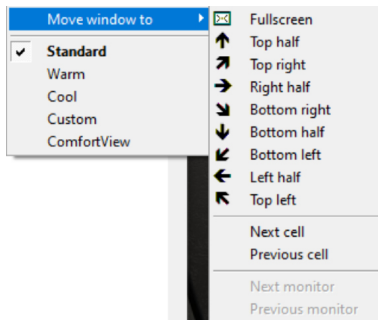 Move window to
Standard
Warm
Cool
Custom
ComfortView
Fullscreen
Top half
Top right
Right half
Bottom right
Bottom half
Bottom left
Left half
Top left
Next cell
Previous cell
Next monitor
Previous monitor